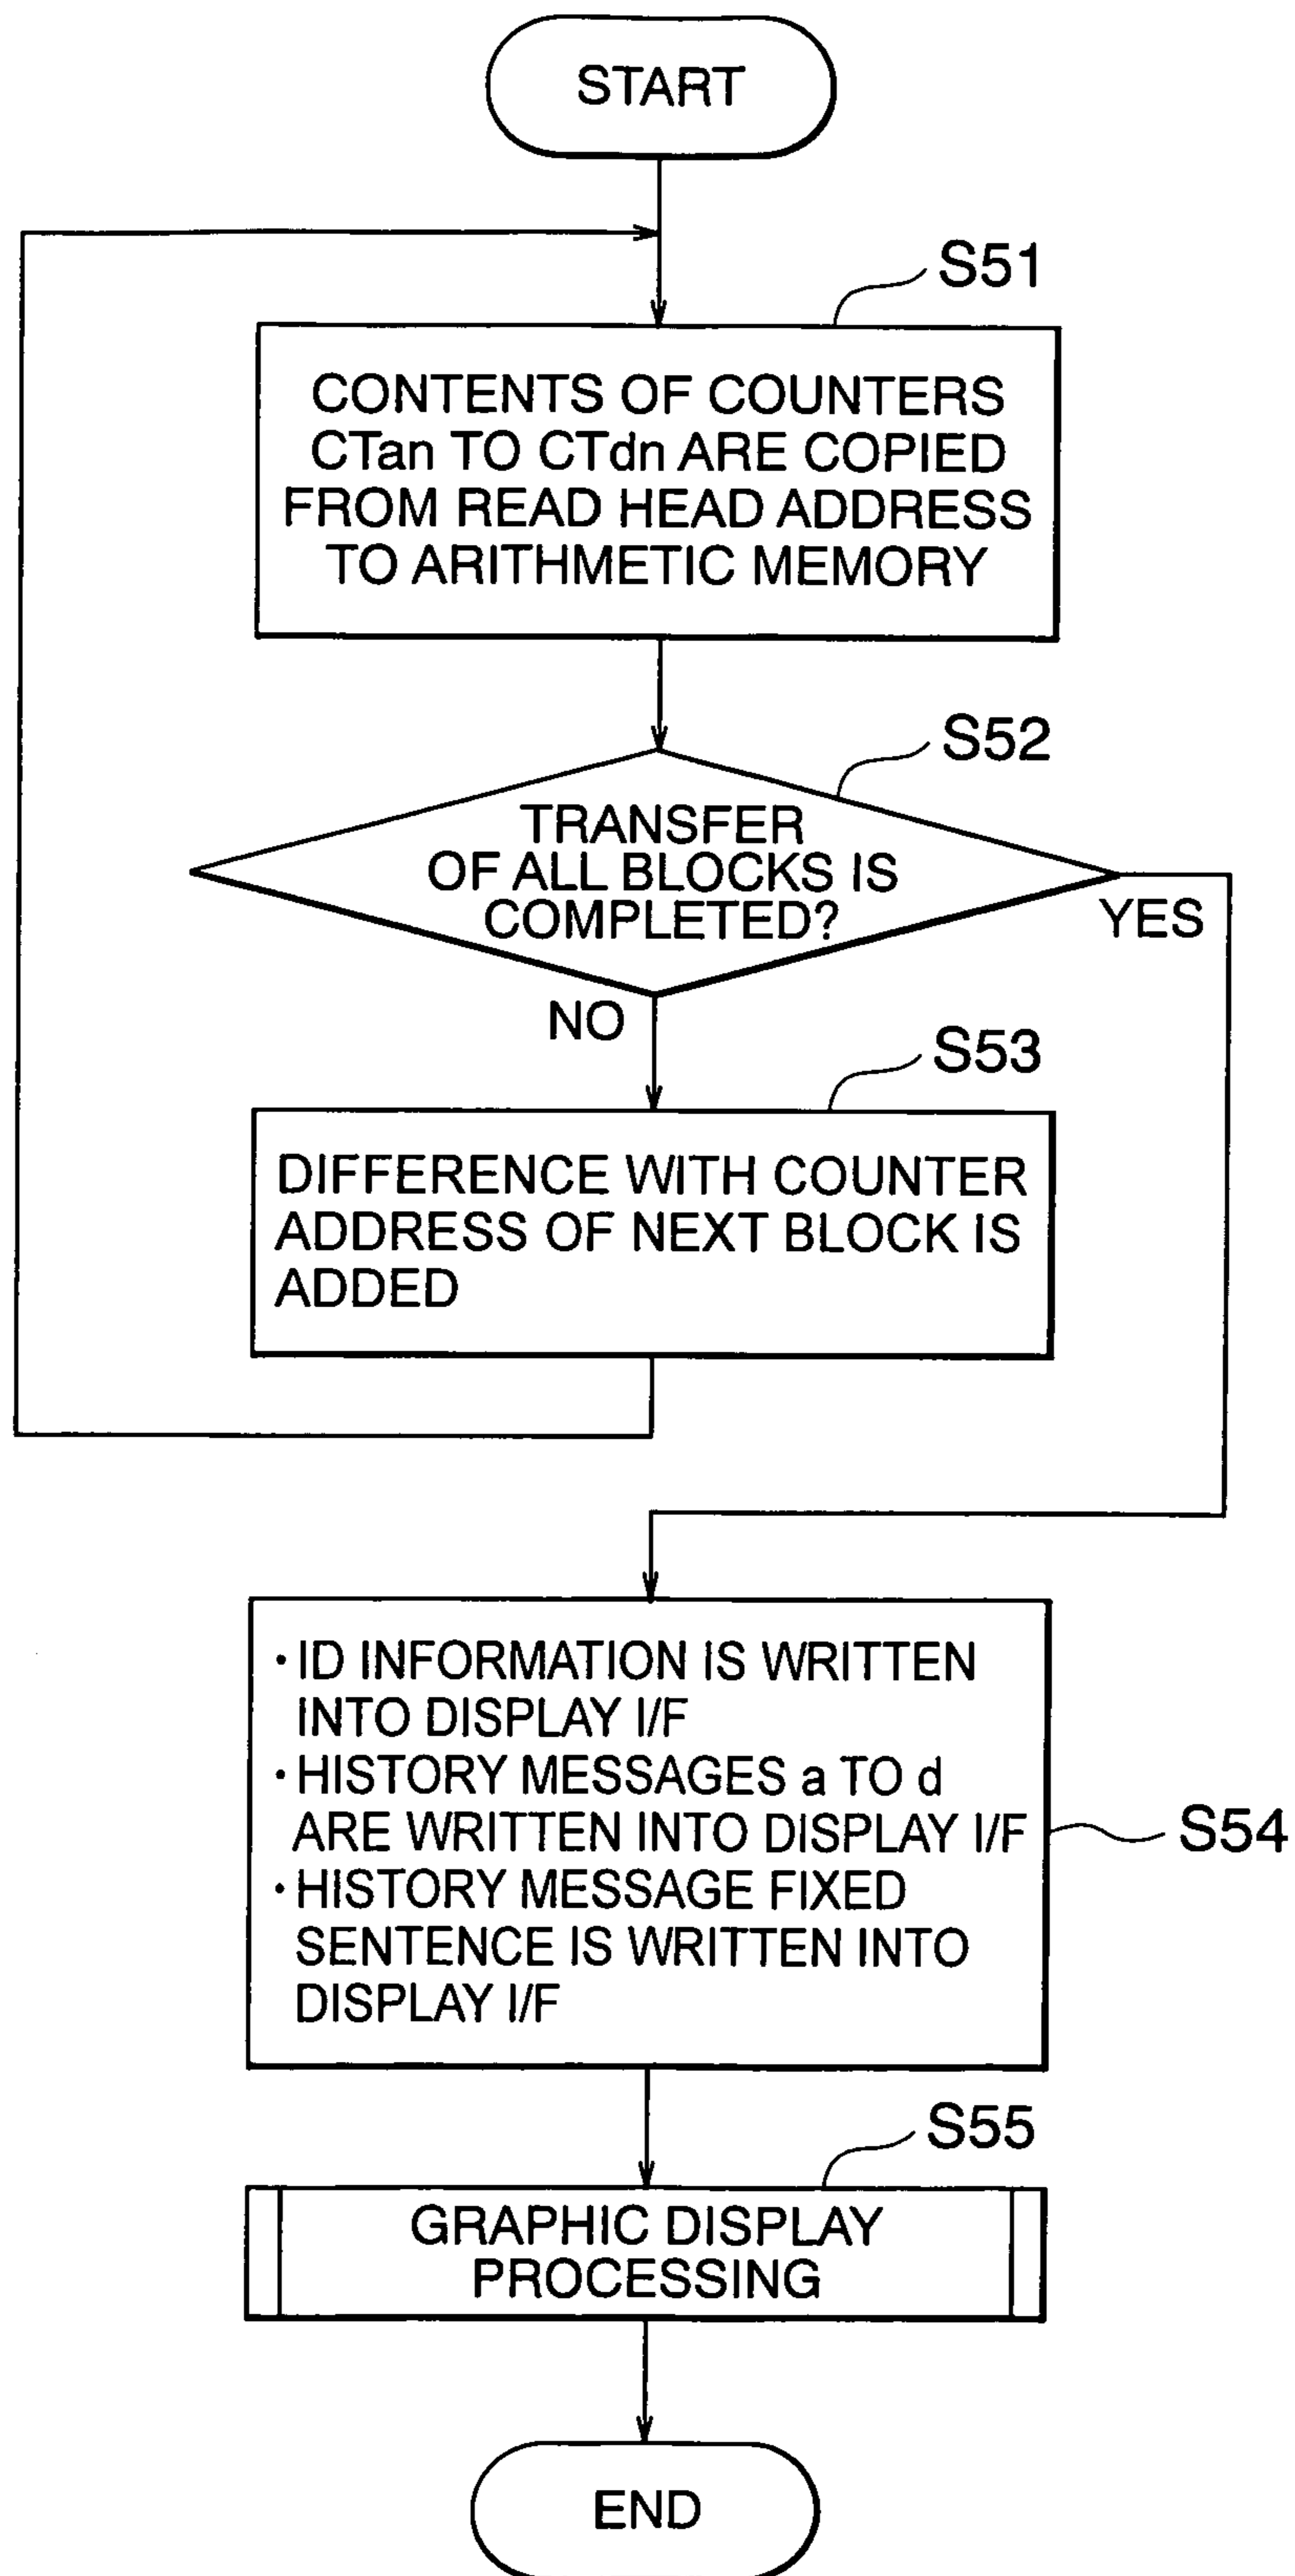 START
S51
CONTENTS OF COUNTERS
CTan TO CTdn ARE COPIED
FROM READ HEAD ADDRESS
TO ARITHMETIC MEMORY
S52
TRANSFER
OF ALL BLOCKS IS
COMPLETED?
YES
NO
S53
DIFFERENCE WITH COUNTER
ADDRESS OF NEXT BLOCK IS
ADDED
· ID INFORMATION IS WRITTEN
INTO DISPLAY I/F
· HISTORY MESSAGES a TO d
ARE WRITTEN INTO DISPLAY I/F
· HISTORY MESSAGE FIXED
SENTENCE IS WRITTEN INTO
DISPLAY I/F
S54
S55
GRAPHIC DISPLAY
PROCESSING
END